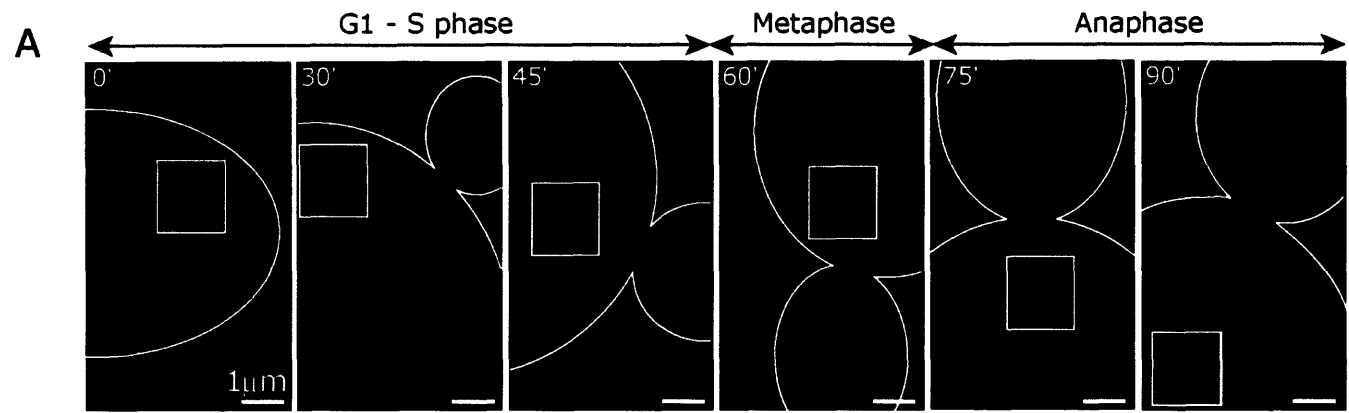 A
G1 - S phase
Metaphase
Anaphase
0'
30'
45'
60'
75'
90'
1µm